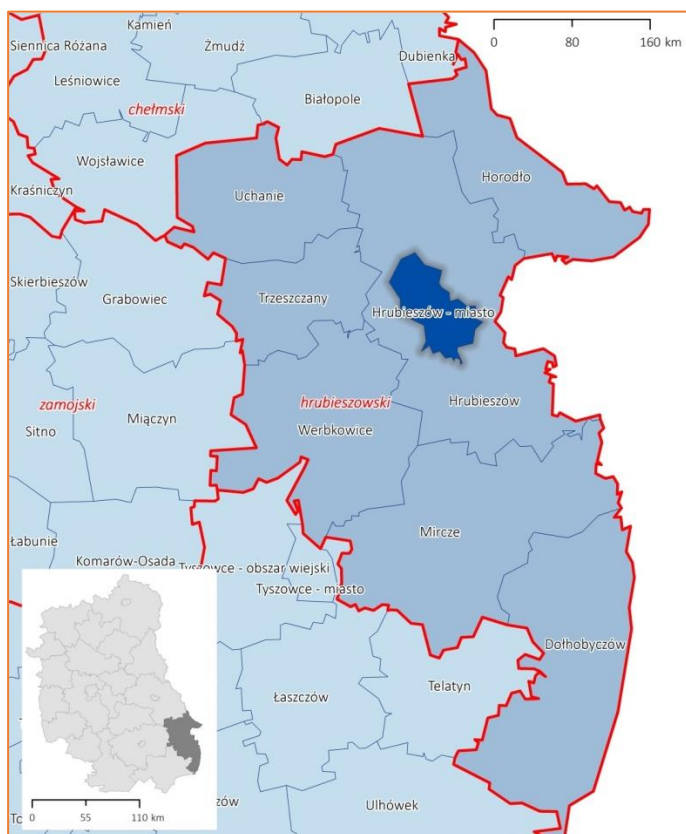 Kamień
Siennica Różana
Żmudź
Dubienka
0 80 160 km
Leśniowice
Białopole
chełmski
Wojsławice
Horodło
Kraśniczyn
Uchanie
Skierbieszów
Grabowiec
Trzeszczany
Hrubieszów - miasto
zamojski
hrubieszowski
Hrubieszów
Miączyn
Sitno
Werbkowice
Mircze
Łabunie
Komarów-Osada
Tyszowce - obszar wiejski
Tyszowce - miasto
Dołhobyczów
Telatyn
Łaszczów
Ulhówek
0 55 110 km